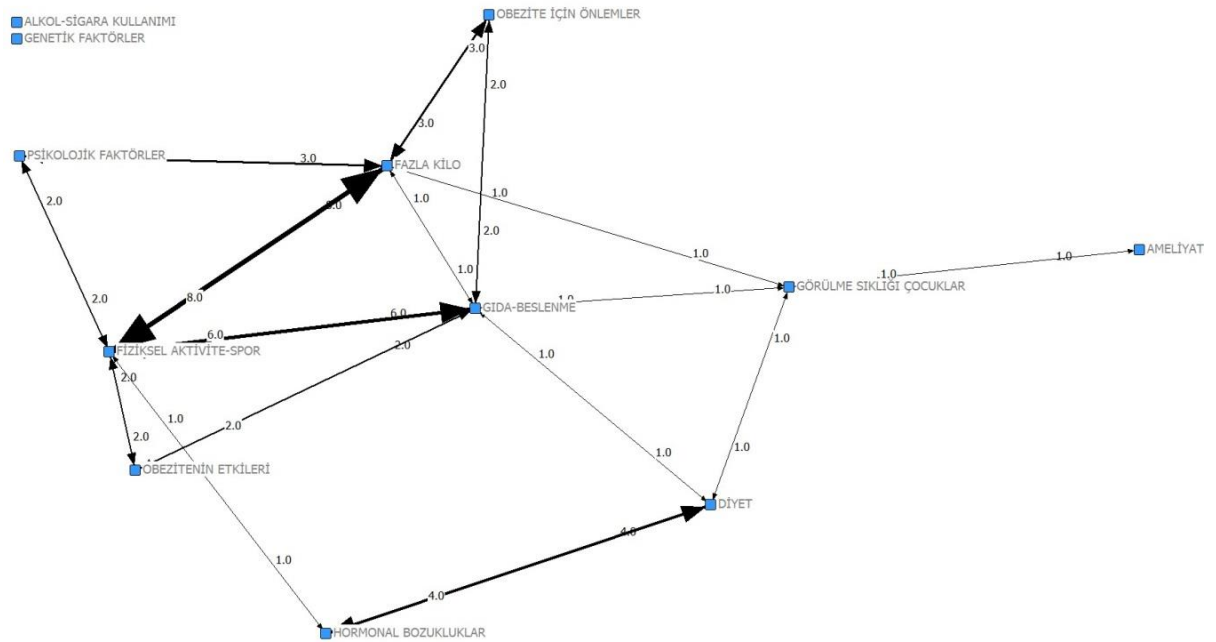 OBEZİTE İÇİN ÖNLEMLER
ALKOL-SİGARA KULLANIMI
GENETİK FAKTÖRLER
3.0
2.0
3.0
PSİKOLOJİK FAKTÖRLER
3.0
FAZLA KİLO
2.0
1.0
1.0
8.0
2.0
AMELİYAT
1.0
1.0
1.0
1.0
GÖRÜLME SIKLIĞI ÇOCUKLAR
1.0
1.0
2.0
8.0
GIDA-BESLENME
6.0
6.0
1.0
FİZİKSEL AKTİVİTE-SPOR
2.0
1.0
2.0
1.0
2.0
2.0
1.0
1.0
OBEZİTENİN ETKİLERİ
DİYET
4.0
1.0
4.0
HORMONAL BOZUKLUKLAR